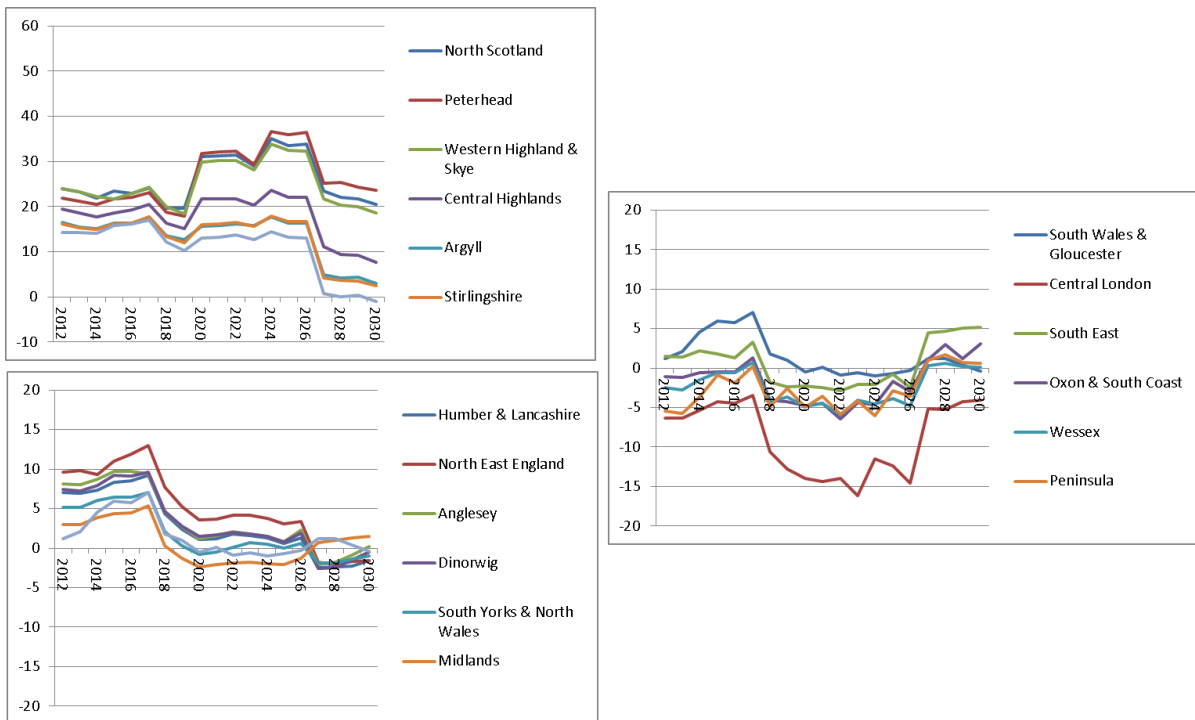 60
50
40
30
20
10
0
-10
2012
2014
2016
2018
2020
2022
2024
2026
2028
2030
North Scotland
Peterhead
Western Highland &
Skye
Central Highlands
Argyll
Stirlingshire
20
15
10
5
0
-5
-10
-15
-20
2012
2014
2016
2018
2020
2022
2024
2026
2028
2030
Humber & Lancashire
North East England
Anglesey
Dinorwig
South Yorks & North
Wales
Midlands
20
15
10
5
0
-5
-10
-15
-20
2012
2014
2016
2018
2020
2022
2024
2026
2028
2030
South Wales &
Gloucester
Central London
South East
Oxon & South Coast
Wessex
Peninsula